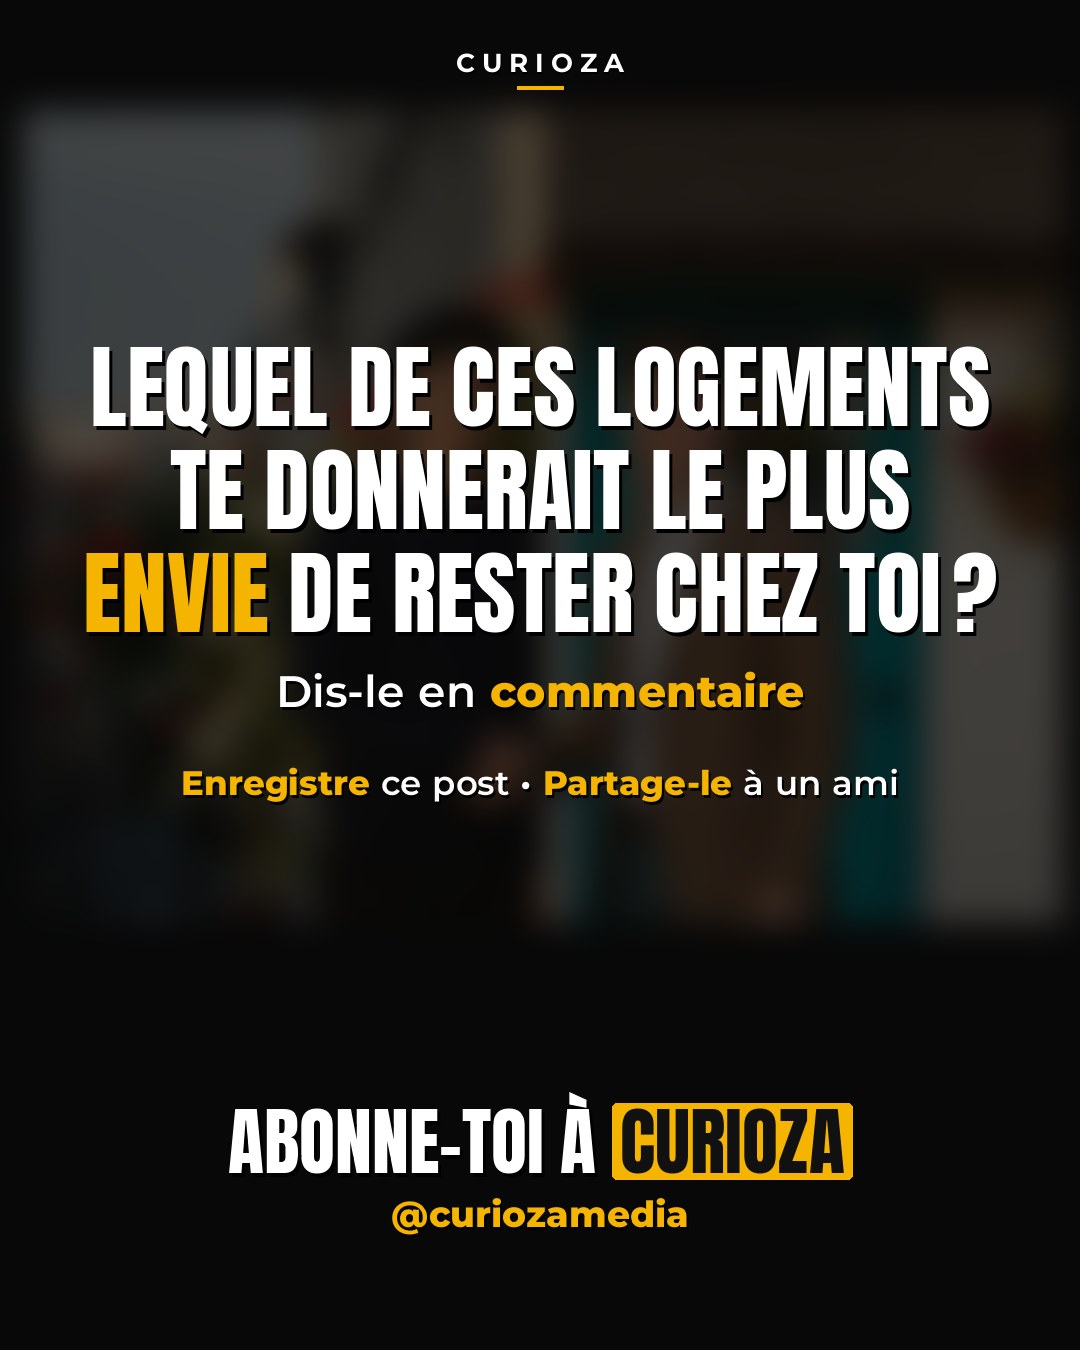 CURIOZA
LEQUEL DE CES LOGEMENTS
TE DONNERAIT LE PLUS
ENVIE DE RESTER CHEZ TOI ?
Dis-le en commentaire
Enregistre ce post • Partage-le à un ami
ABONNE-TOI À CURIOZA
@curiozamedia